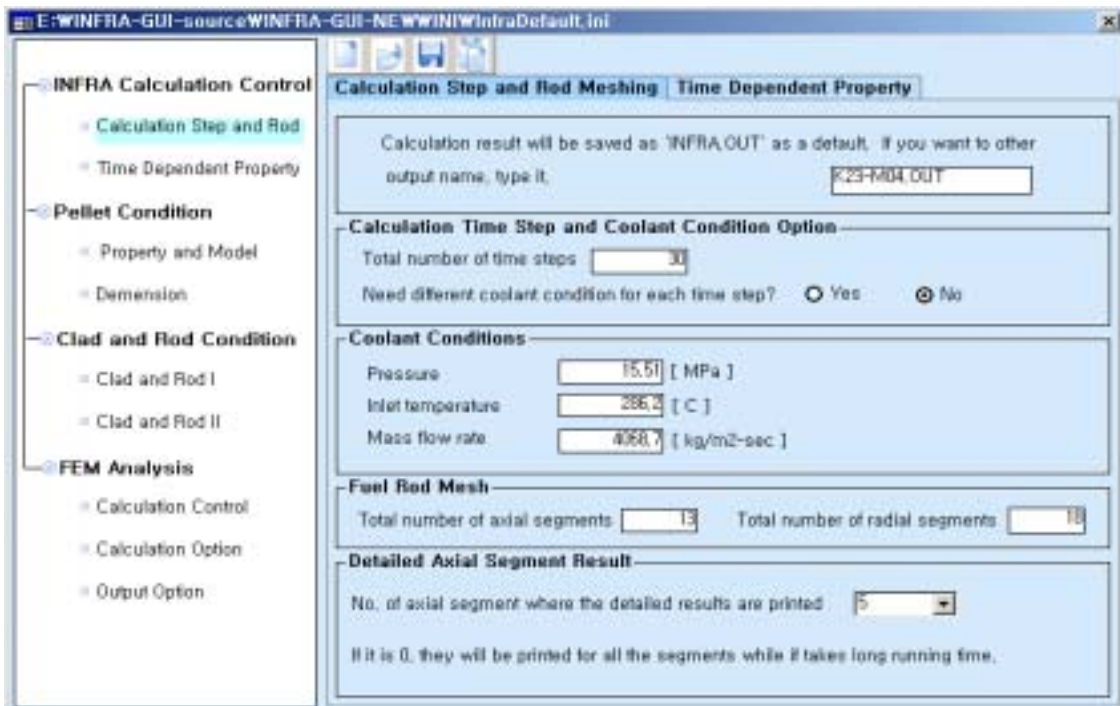 E:₩INFRA-GUI-source₩INFRA-GUI-NEW₩INI₩InfraDefault.ini
INFRA Calculation Control
Calculation Step and Rod
Time Dependent Property
Pellet Condition
Property and Model
Demension
Clad and Rod Condition
Clad and Rod I
Clad and Rod II
FEM Analysis
Calculation Control
Calculation Option
Output Option
Calculation Step and Rod Meshing Time Dependent Property
Calculation result will be saved as 'INFRA.OUT' as a default. If you want to other
output name, type it. K23-M04.OUT
Calculation Time Step and Coolant Condition Option
Total number of time steps 30
Need different coolant condition for each time step? Yes No
Coolant Conditions
Pressure 15.51 [ MPa ]
Inlet temperature 286.2 [ C ]
Mass flow rate 4068.7 [ kg/m2-sec ]
Fuel Rod Mesh
Total number of axial segments 13 Total number of radial segments
Detailed Axial Segment Result
No. of axial segment where the detailed results are printed 5
If it is 0, they will be printed for all the segments while it takes long running time.